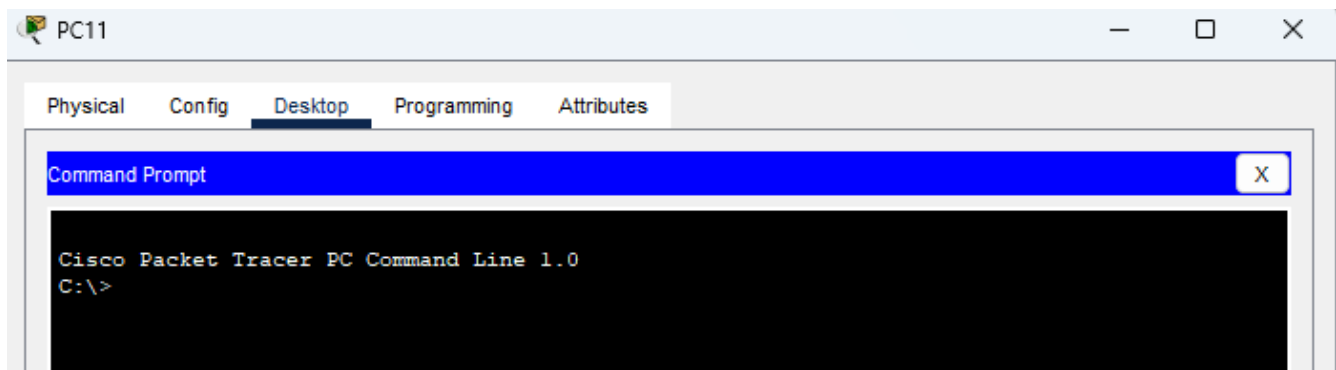 PC11
Physical Config Desktop Programming Attributes
Command Prompt X
Cisco Packet Tracer PC Command Line 1.0
C:\>